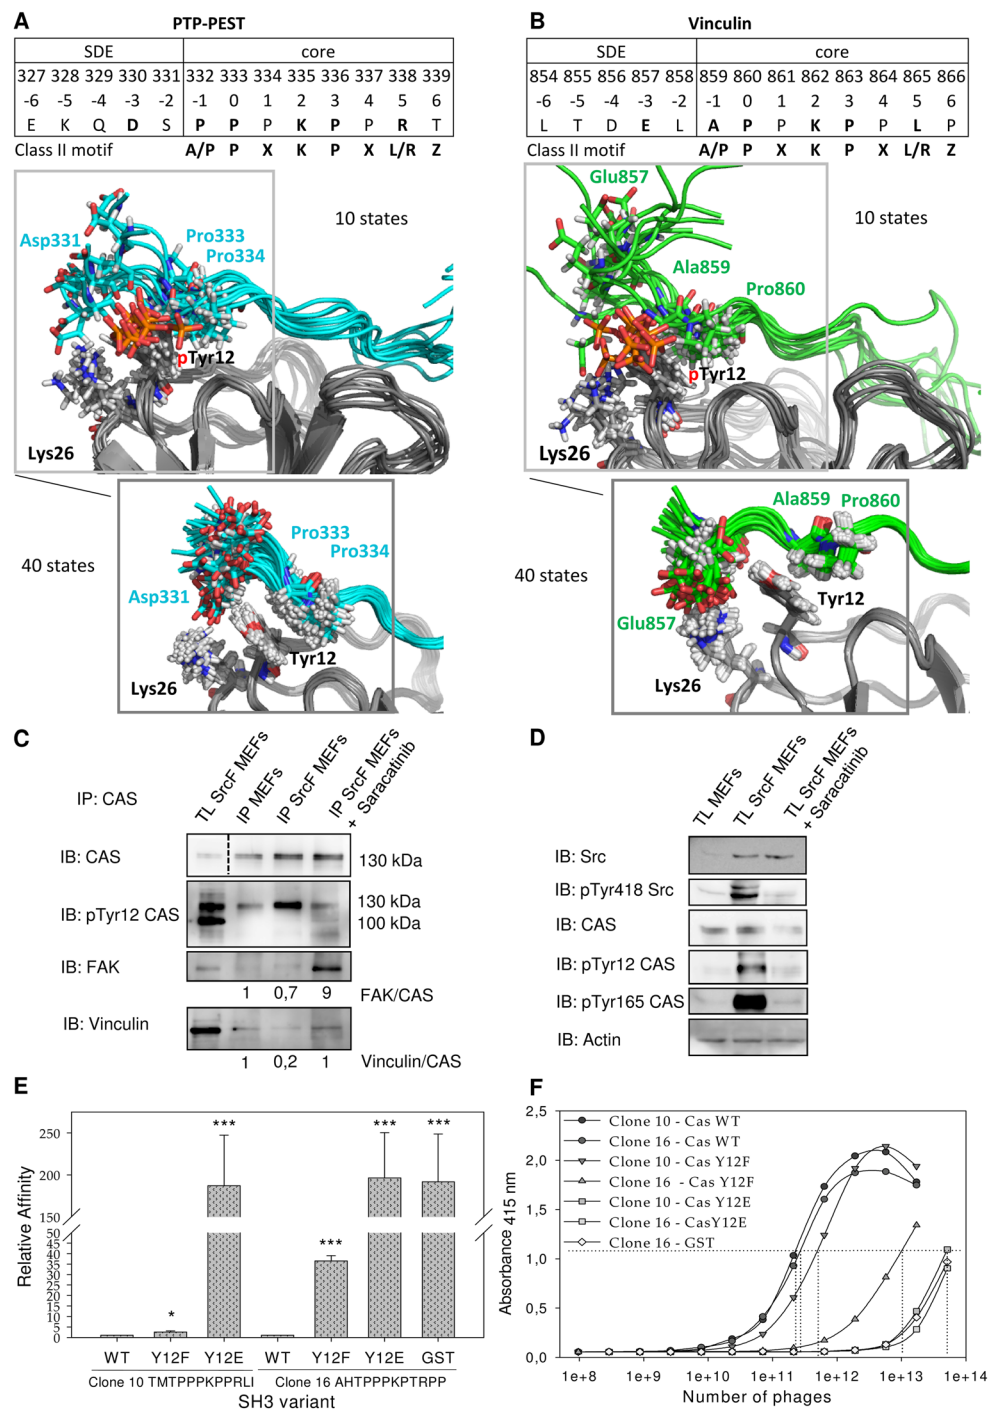 A
PTP-PEST
SDE core
327 328 329 330 331 332 333 334 335 336 337 338 339
-6 -5 -4 -3 -2 -1 0 1 2 3 4 5 6
E K Q D S P P P K P P R T
Class II motif A/P P X K P X L/R Z
10 states
Asp331
Pro333
Pro334
pTyr12
Lys26
40 states
Pro333
Pro334
Asp331
Tyr12
Lys26
B
Vinculin
SDE core
854 855 856 857 858 859 860 861 862 863 864 865 866
-6 -5 -4 -3 -2 -1 0 1 2 3 4 5 6
L T D E L A P P K P P L P
Class II motif A/P P X K P X L/R Z
Glu857
10 states
Ala859
Pro860
pTyr12
Lys26
40 states
Ala859 Pro860
Tyr12
Glu857
Lys26
C
IP: CAS
TL SrcF MEFs
IP MEFs
IP SrcF MEFs
IP SrcF MEFs
+ Saracatinib
IB: CAS 130 kDa
IB: pTyr12 CAS 130 kDa
100 kDa
IB: FAK
1 0,7 9 FAK/CAS
IB: Vinculin
1 0,2 1 Vinculin/CAS
D
TL MEFs
TL SrcF MEFs
TL SrcF MEFs
+ Saracatinib
IB: Src
IB: pTyr418 Src
IB: CAS
IB: pTyr12 CAS
IB: pTyr165 CAS
IB: Actin
E
Relative Affinity
250
200
150
50
45
40
35
30
25
20
15
10
5
0
*
***
***
***
***
WT Y12F Y12E WT Y12F Y12E GST
Clone 10 TMTPPPKPPRLI Clone 16 AHTPPPKPTRPP
SH3 variant
F
Absorbance 415 nm
2,5
2,0
1,5
1,0
0,5
0,0
Clone 10 - Cas WT
Clone 16 - Cas WT
Clone 10 - Cas Y12F
Clone 16 - Cas Y12F
Clone 10 - Cas Y12E
Clone 16 - CasY12E
Clone 16 - GST
1e+8 1e+9 1e+10 1e+11 1e+12 1e+13 1e+14
Number of phages